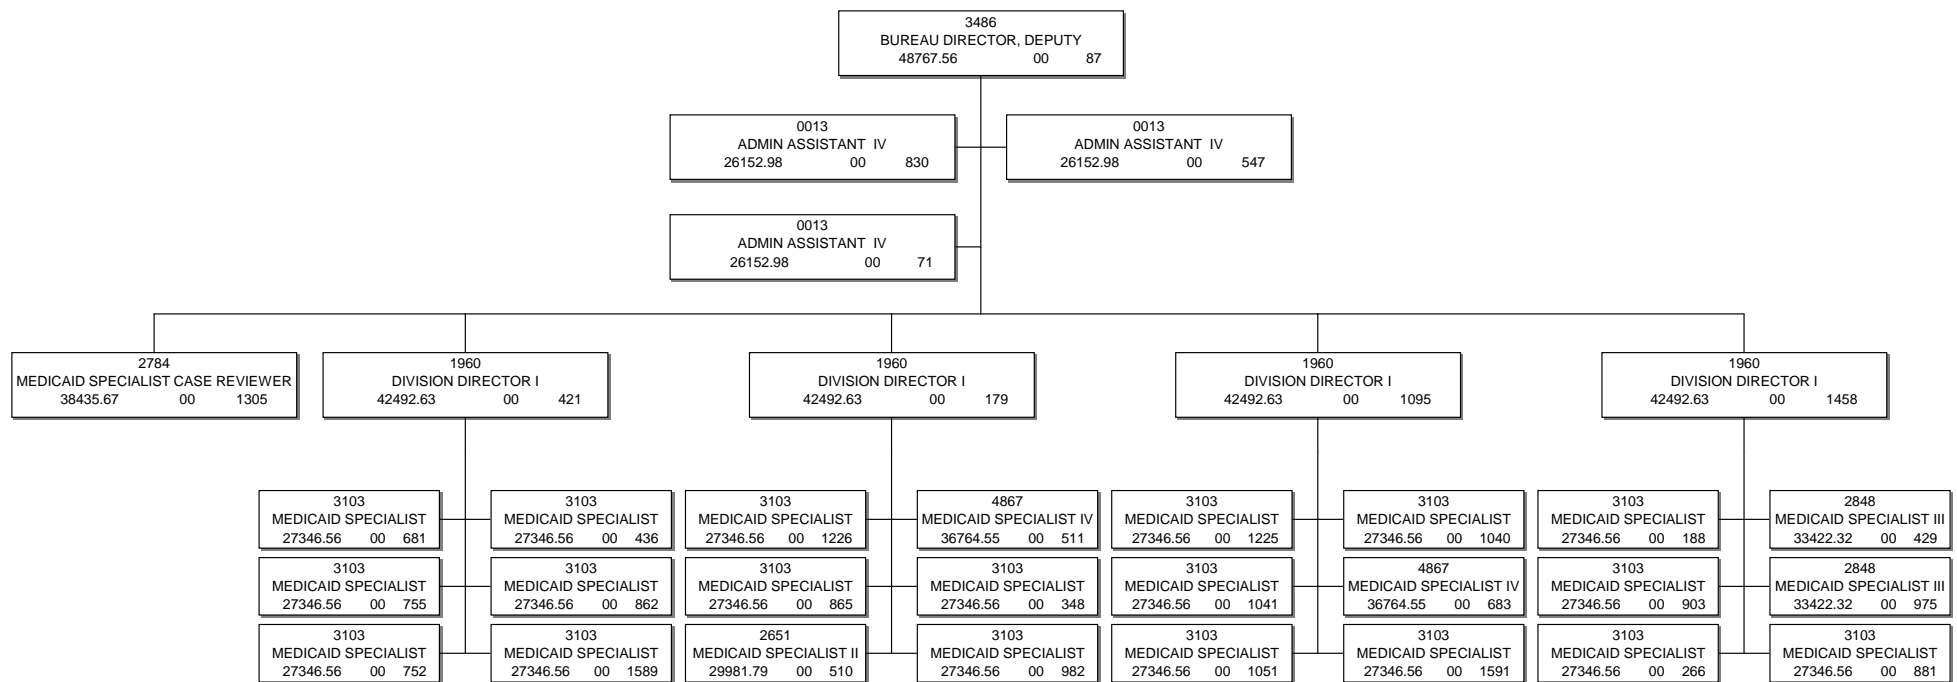 3486
BUREAU DIRECTOR, DEPUTY
48767.56 00 87
0013
ADMIN ASSISTANT IV
26152.98 00 830
0013
ADMIN ASSISTANT IV
26152.98 00 547
0013
ADMIN ASSISTANT IV
26152.98 00 71
2784
MEDICAID SPECIALIST CASE REVIEWER
38435.67 00 1305
1960
DIVISION DIRECTOR I
42492.63 00 421
1960
DIVISION DIRECTOR I
42492.63 00 179
1960
DIVISION DIRECTOR I
42492.63 00 1095
1960
DIVISION DIRECTOR I
42492.63 00 1458
3103
MEDICAID SPECIALIST
27346.56 00 681
3103
MEDICAID SPECIALIST
27346.56 00 436
3103
MEDICAID SPECIALIST
27346.56 00 1226
4867
MEDICAID SPECIALIST IV
36764.55 00 511
3103
MEDICAID SPECIALIST
27346.56 00 1225
3103
MEDICAID SPECIALIST
27346.56 00 1040
3103
MEDICAID SPECIALIST
27346.56 00 188
2848
MEDICAID SPECIALIST III
33422.32 00 429
3103
MEDICAID SPECIALIST
27346.56 00 755
3103
MEDICAID SPECIALIST
27346.56 00 862
3103
MEDICAID SPECIALIST
27346.56 00 865
3103
MEDICAID SPECIALIST
27346.56 00 348
3103
MEDICAID SPECIALIST
27346.56 00 1041
4867
MEDICAID SPECIALIST IV
36764.55 00 683
3103
MEDICAID SPECIALIST
27346.56 00 903
2848
MEDICAID SPECIALIST III
33422.32 00 975
3103
MEDICAID SPECIALIST
27346.56 00 752
3103
MEDICAID SPECIALIST
27346.56 00 1589
2651
MEDICAID SPECIALIST II
29981.79 00 510
3103
MEDICAID SPECIALIST
27346.56 00 982
3103
MEDICAID SPECIALIST
27346.56 00 1051
3103
MEDICAID SPECIALIST
27346.56 00 1591
3103
MEDICAID SPECIALIST
27346.56 00 266
3103
MEDICAID SPECIALIST
27346.56 00 881